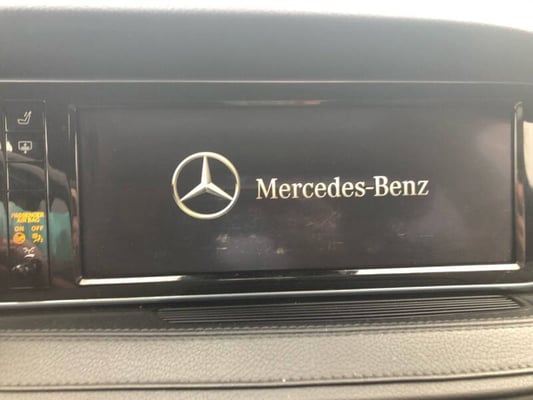 Mercedes-Benz
PASSENGER
AIR BAG
ON OFF